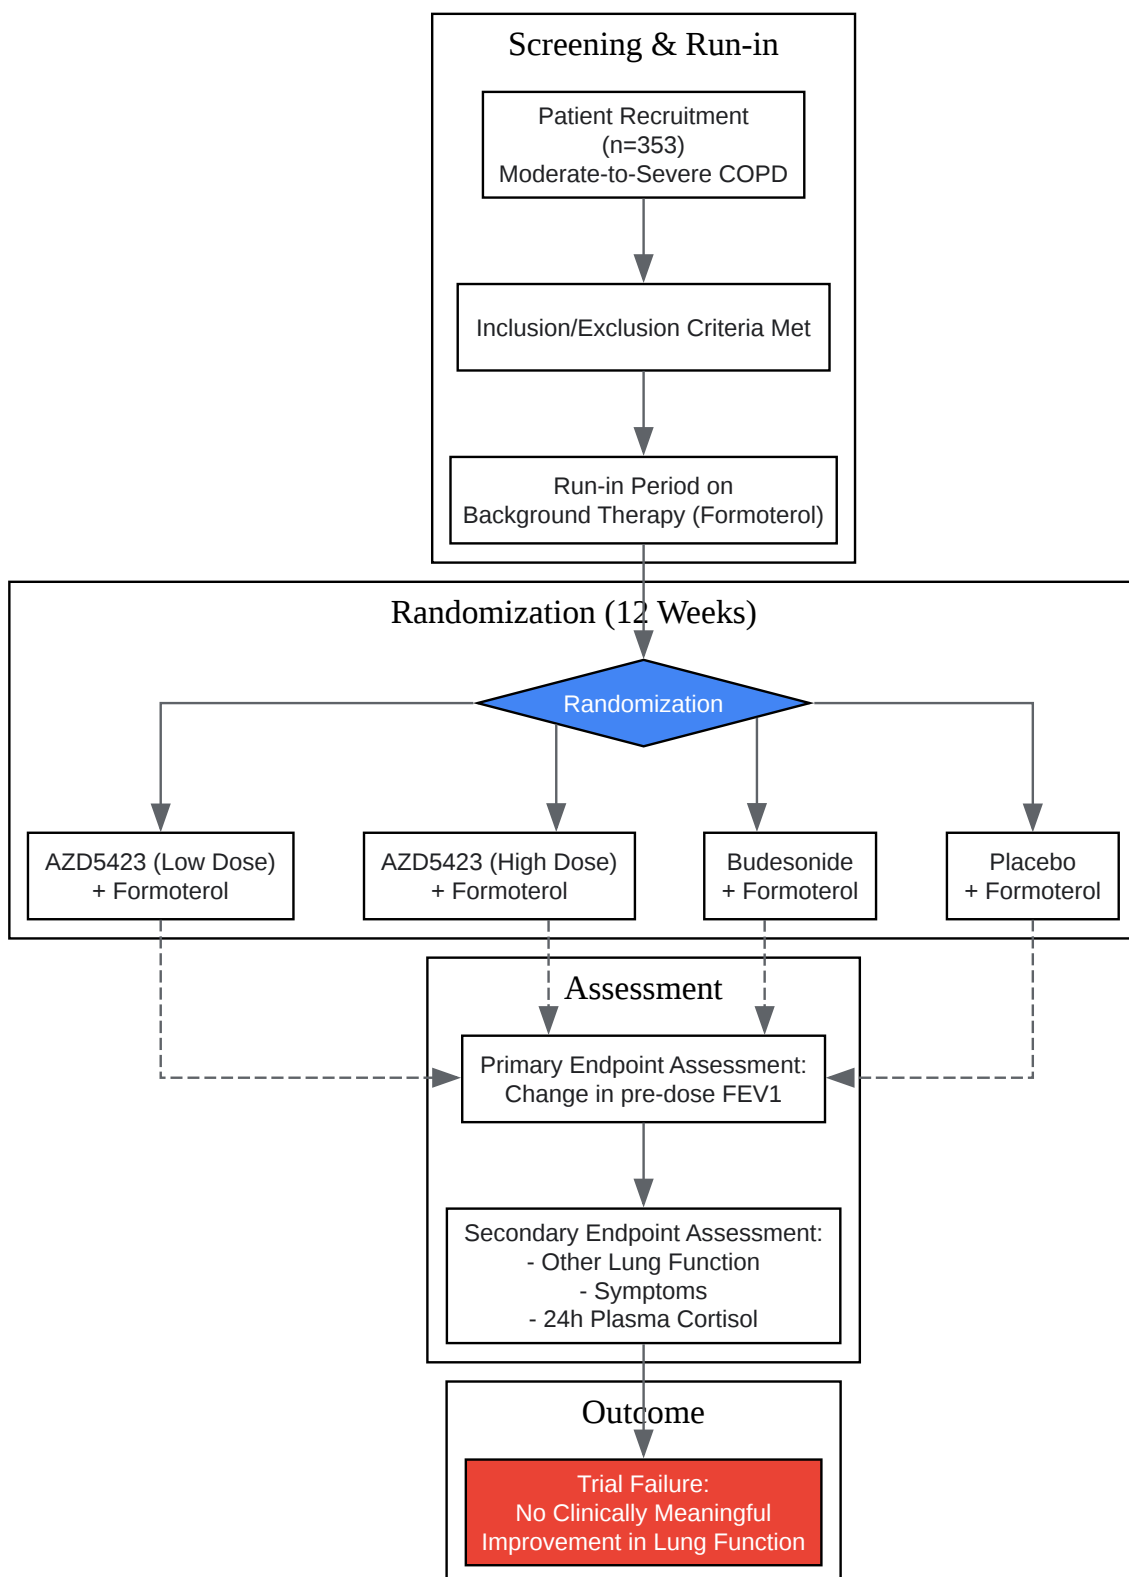 Screening & Run-in
Patient Recruitment
(n=353)
Moderate-to-Severe COPD
Inclusion/Exclusion Criteria Met
Run-in Period on
Background Therapy (Formoterol)
Randomization (12 Weeks)
Randomization
AZD5423 (Low Dose)
+ Formoterol
AZD5423 (High Dose)
+ Formoterol
Budesonide
+ Formoterol
Placebo
+ Formoterol
Assessment
Primary Endpoint Assessment:
Change in pre-dose FEV1
Secondary Endpoint Assessment:
- Other Lung Function
- Symptoms
- 24h Plasma Cortisol
Outcome
Trial Failure:
No Clinically Meaningful
Improvement in Lung Function